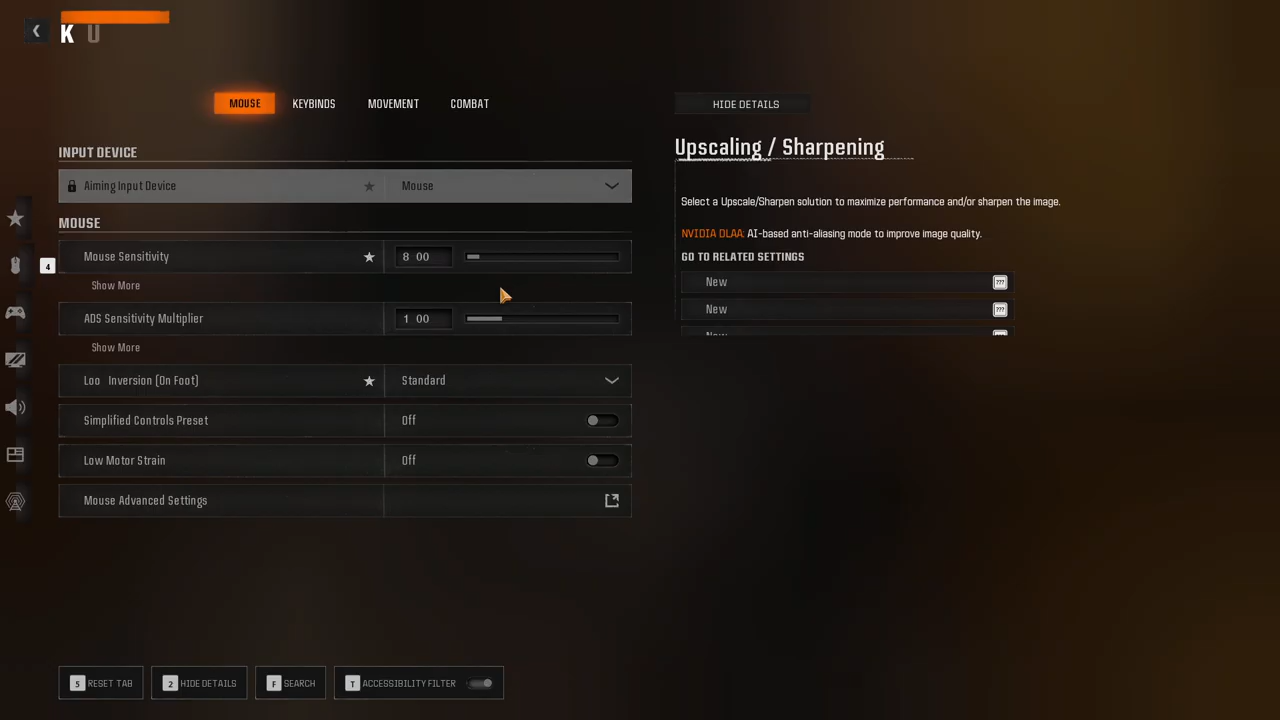 K U
MOUSE KEYBINDS MOVEMENT COMBAT
HIDE DETAILS
INPUT DEVICE
Aiming Input Device Mouse
MOUSE
4
Mouse Sensitivity 8 00
Show More
ADS Sensitivity Multiplier 1 00
Show More
Loo Inversion (On Foot) Standard
Simplified Controls Preset Off
Low Motor Strain Off
Mouse Advanced Settings
Upscaling / Sharpening
Select a Upscale/Sharpen solution to maximize performance and/or sharpen the image.
NVIDIA DLAA: AI-based anti-aliasing mode to improve image quality.
GO TO RELATED SETTINGS
New ???
New ???
5 RESET TAB 2 HIDE DETAILS F SEARCH T ACCESSIBILITY FILTER